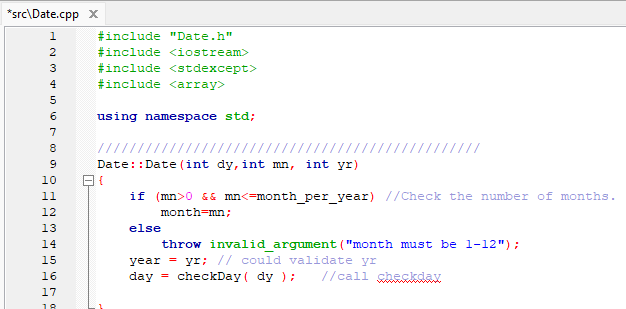 *src\Date.cpp X
1 #include "Date.h"
2 #include <iostream>
3 #include <stdexcept>
4 #include <array>
5
6 using namespace std;
7
8 ////////////////////////////////////////////////
9 Date::Date(int dy,int mn, int yr)
10 {
11 if (mn>0 && mn<=month_per_year) //Check the number of months.
12 month=mn;
13 else
14 throw invalid_argument("month must be 1-12");
15 year = yr; // could validate yr
16 day = checkDay( dy ); //call checkday
17
18 }